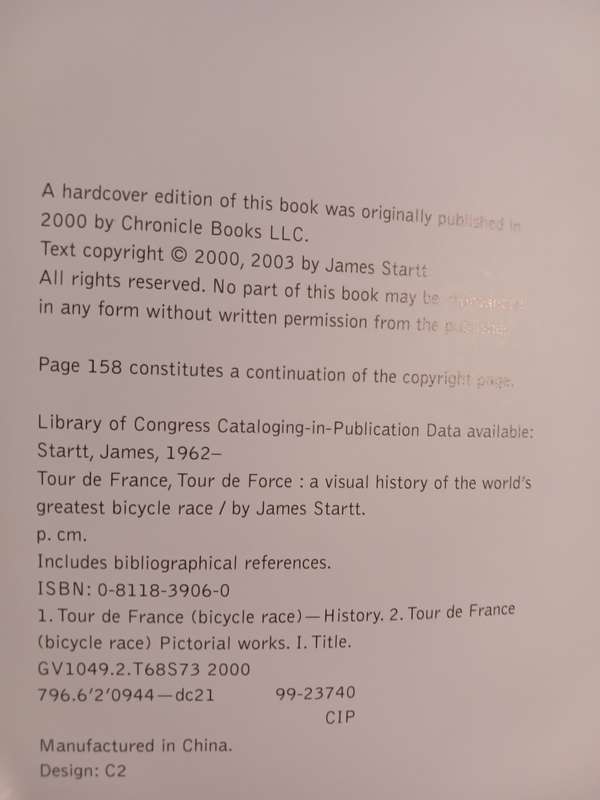 A hardcover edition of this book was originally published in
2000 by Chronicle Books LLC.
Text copyright © 2000, 2003 by James Startt
All rights reserved. No part of this book may be reproduced
in any form without written permission from the publisher.
Page 158 constitutes a continuation of the copyright page.
Library of Congress Cataloging-in-Publication Data available:
Startt, James, 1962–
Tour de France, Tour de Force : a visual history of the world's
greatest bicycle race / by James Startt.
p. cm.
Includes bibliographical references.
ISBN: 0-8118-3906-0
1. Tour de France (bicycle race)—History. 2. Tour de France
(bicycle race) Pictorial works. I. Title.
GV1049.2.T68S73 2000
796.6'2'0944—dc21 99-23740
CIP
Manufactured in China.
Design: C2